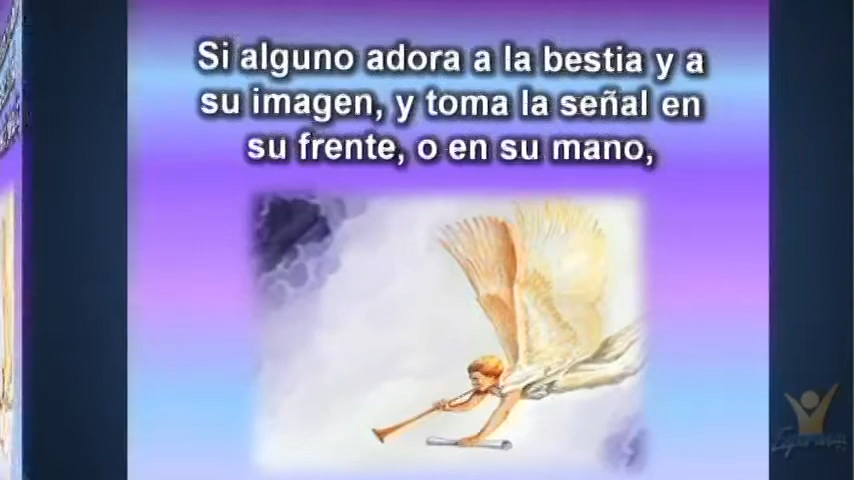 Si alguno adora a la bestia y a
su imagen, y toma la señal en
su frente, o en su mano,